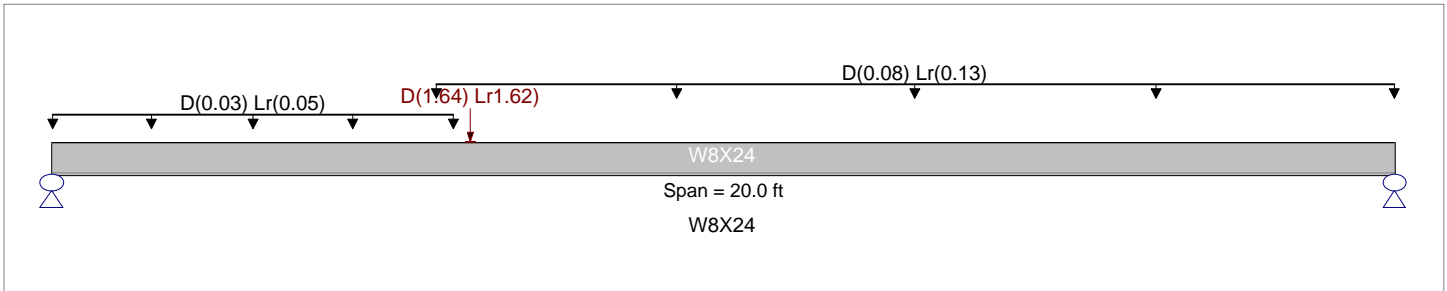 D(0.08) Lr(0.13)
D(0.03) Lr(0.05)
D(1.64) Lr1.62)
W8X24
Span = 20.0 ft
W8X24